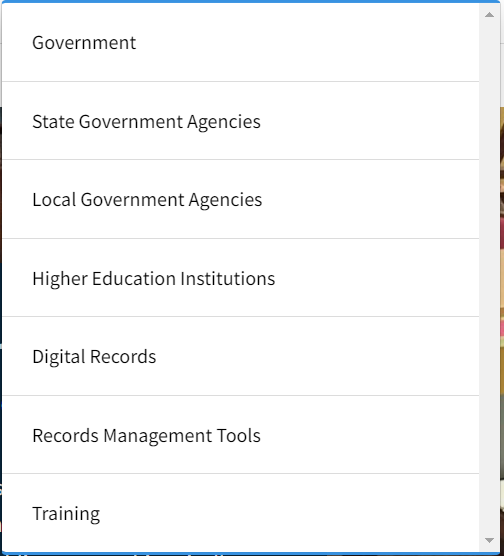 Government
State Government Agencies
Local Government Agencies
Higher Education Institutions
Digital Records
Records Management Tools
Training